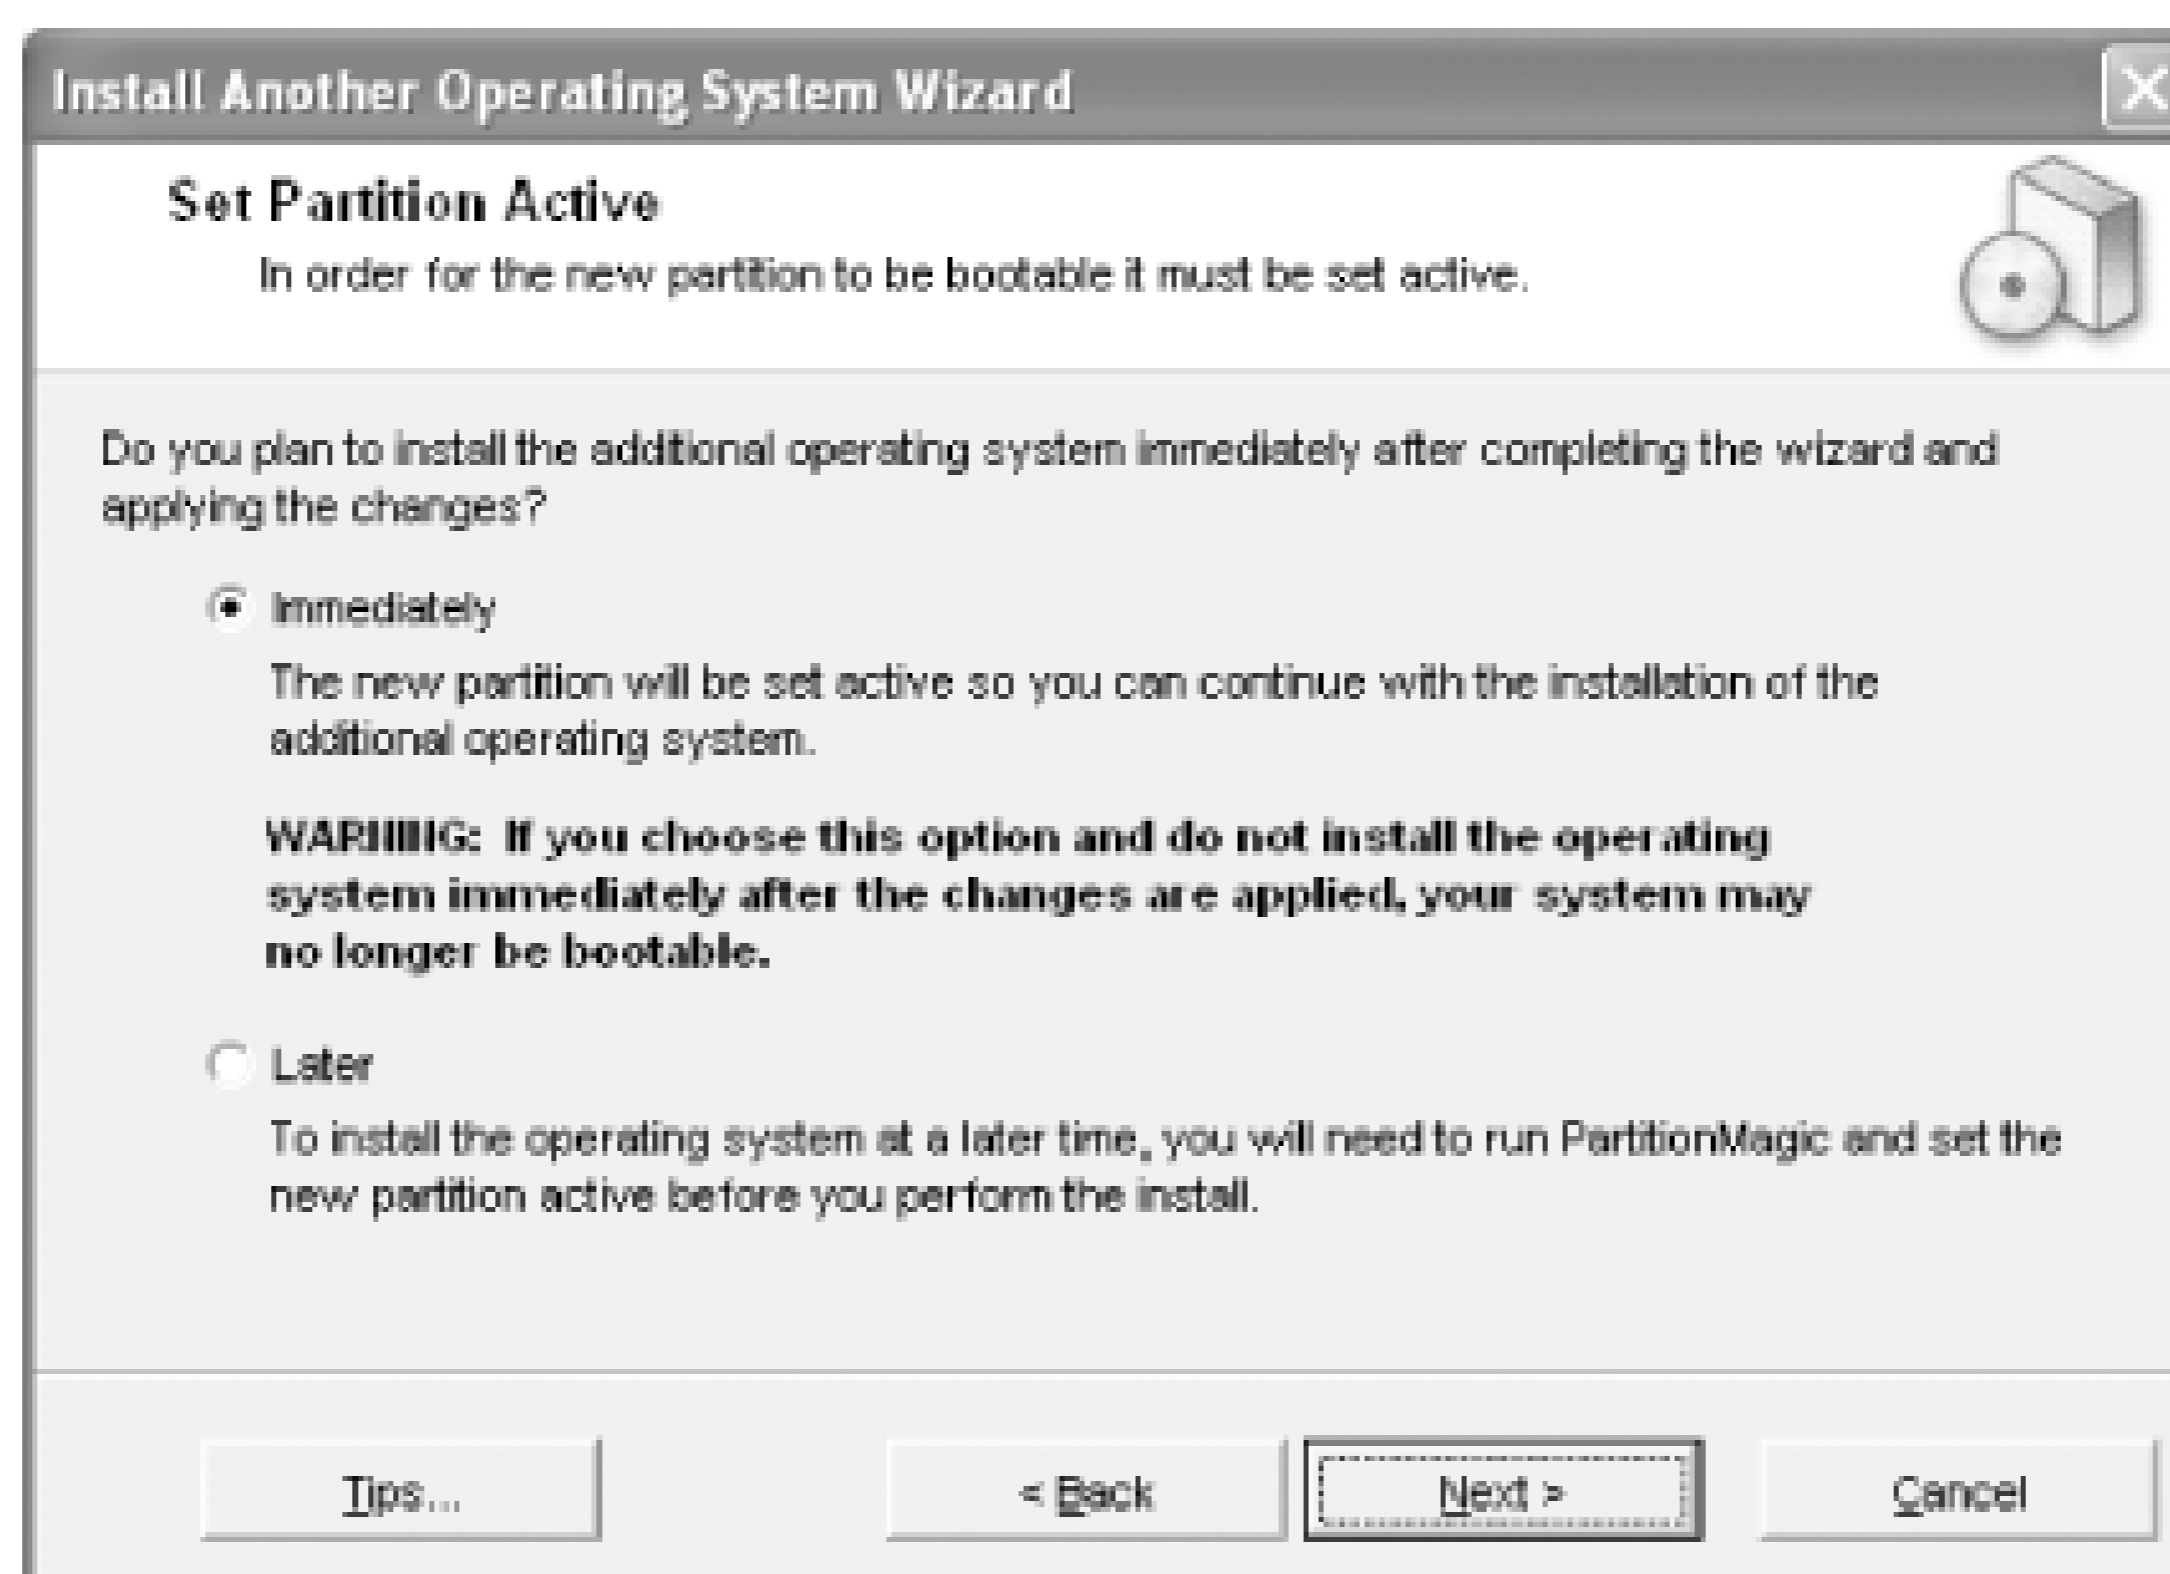 Install Another Operating System Wizard
Set Partition Active
In order for the new partition to be bootable it must be set active.
Do you plan to install the additional operating system immediately after completing the wizard and
applying the changes?
Immediately
The new partition will be set active so you can continue with the installation of the
additional operating system.
WARNING: If you choose this option and do not install the operating
system immediately after the changes are applied, your system may
no longer be bootable.
Later
To install the operating system at a later time, you will need to run PartitionMagic and set the
new partition active before you perform the install.
Tips... < Back Next > Cancel